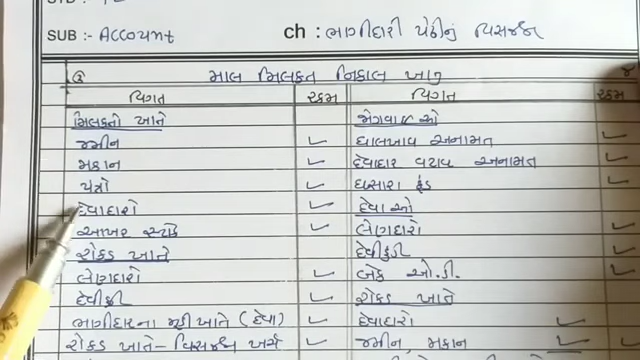 SUB :- Account ch : ભાગીદારી પેઢીનું વિસર્જન
માલ મિલકત નિકાલ ખાતુ
વિગત રકમ વિગત રકમ
મિલકતો ખાતે જોગવાઈ ઓ
જમીન ઘાલખાધ અનામત
મકાન દેવાદાર વટાવ અનામત
યંત્રો ઘસારા ફંડ
દેવાદારો દેવા ઓ
આખર સ્ટોક લેણદારો
રોકડ ખાતે દેવીહુંડી
લેણદારો બેંક ઓ.ડી.
દેવીહુંડી રોકડ ખાતે
ભાગીદારના મૂડી ખાતે (દેવા) દેવાદારો
રોકડ ખાતે - વિસર્જન ખર્ચ જમીન, મકાન